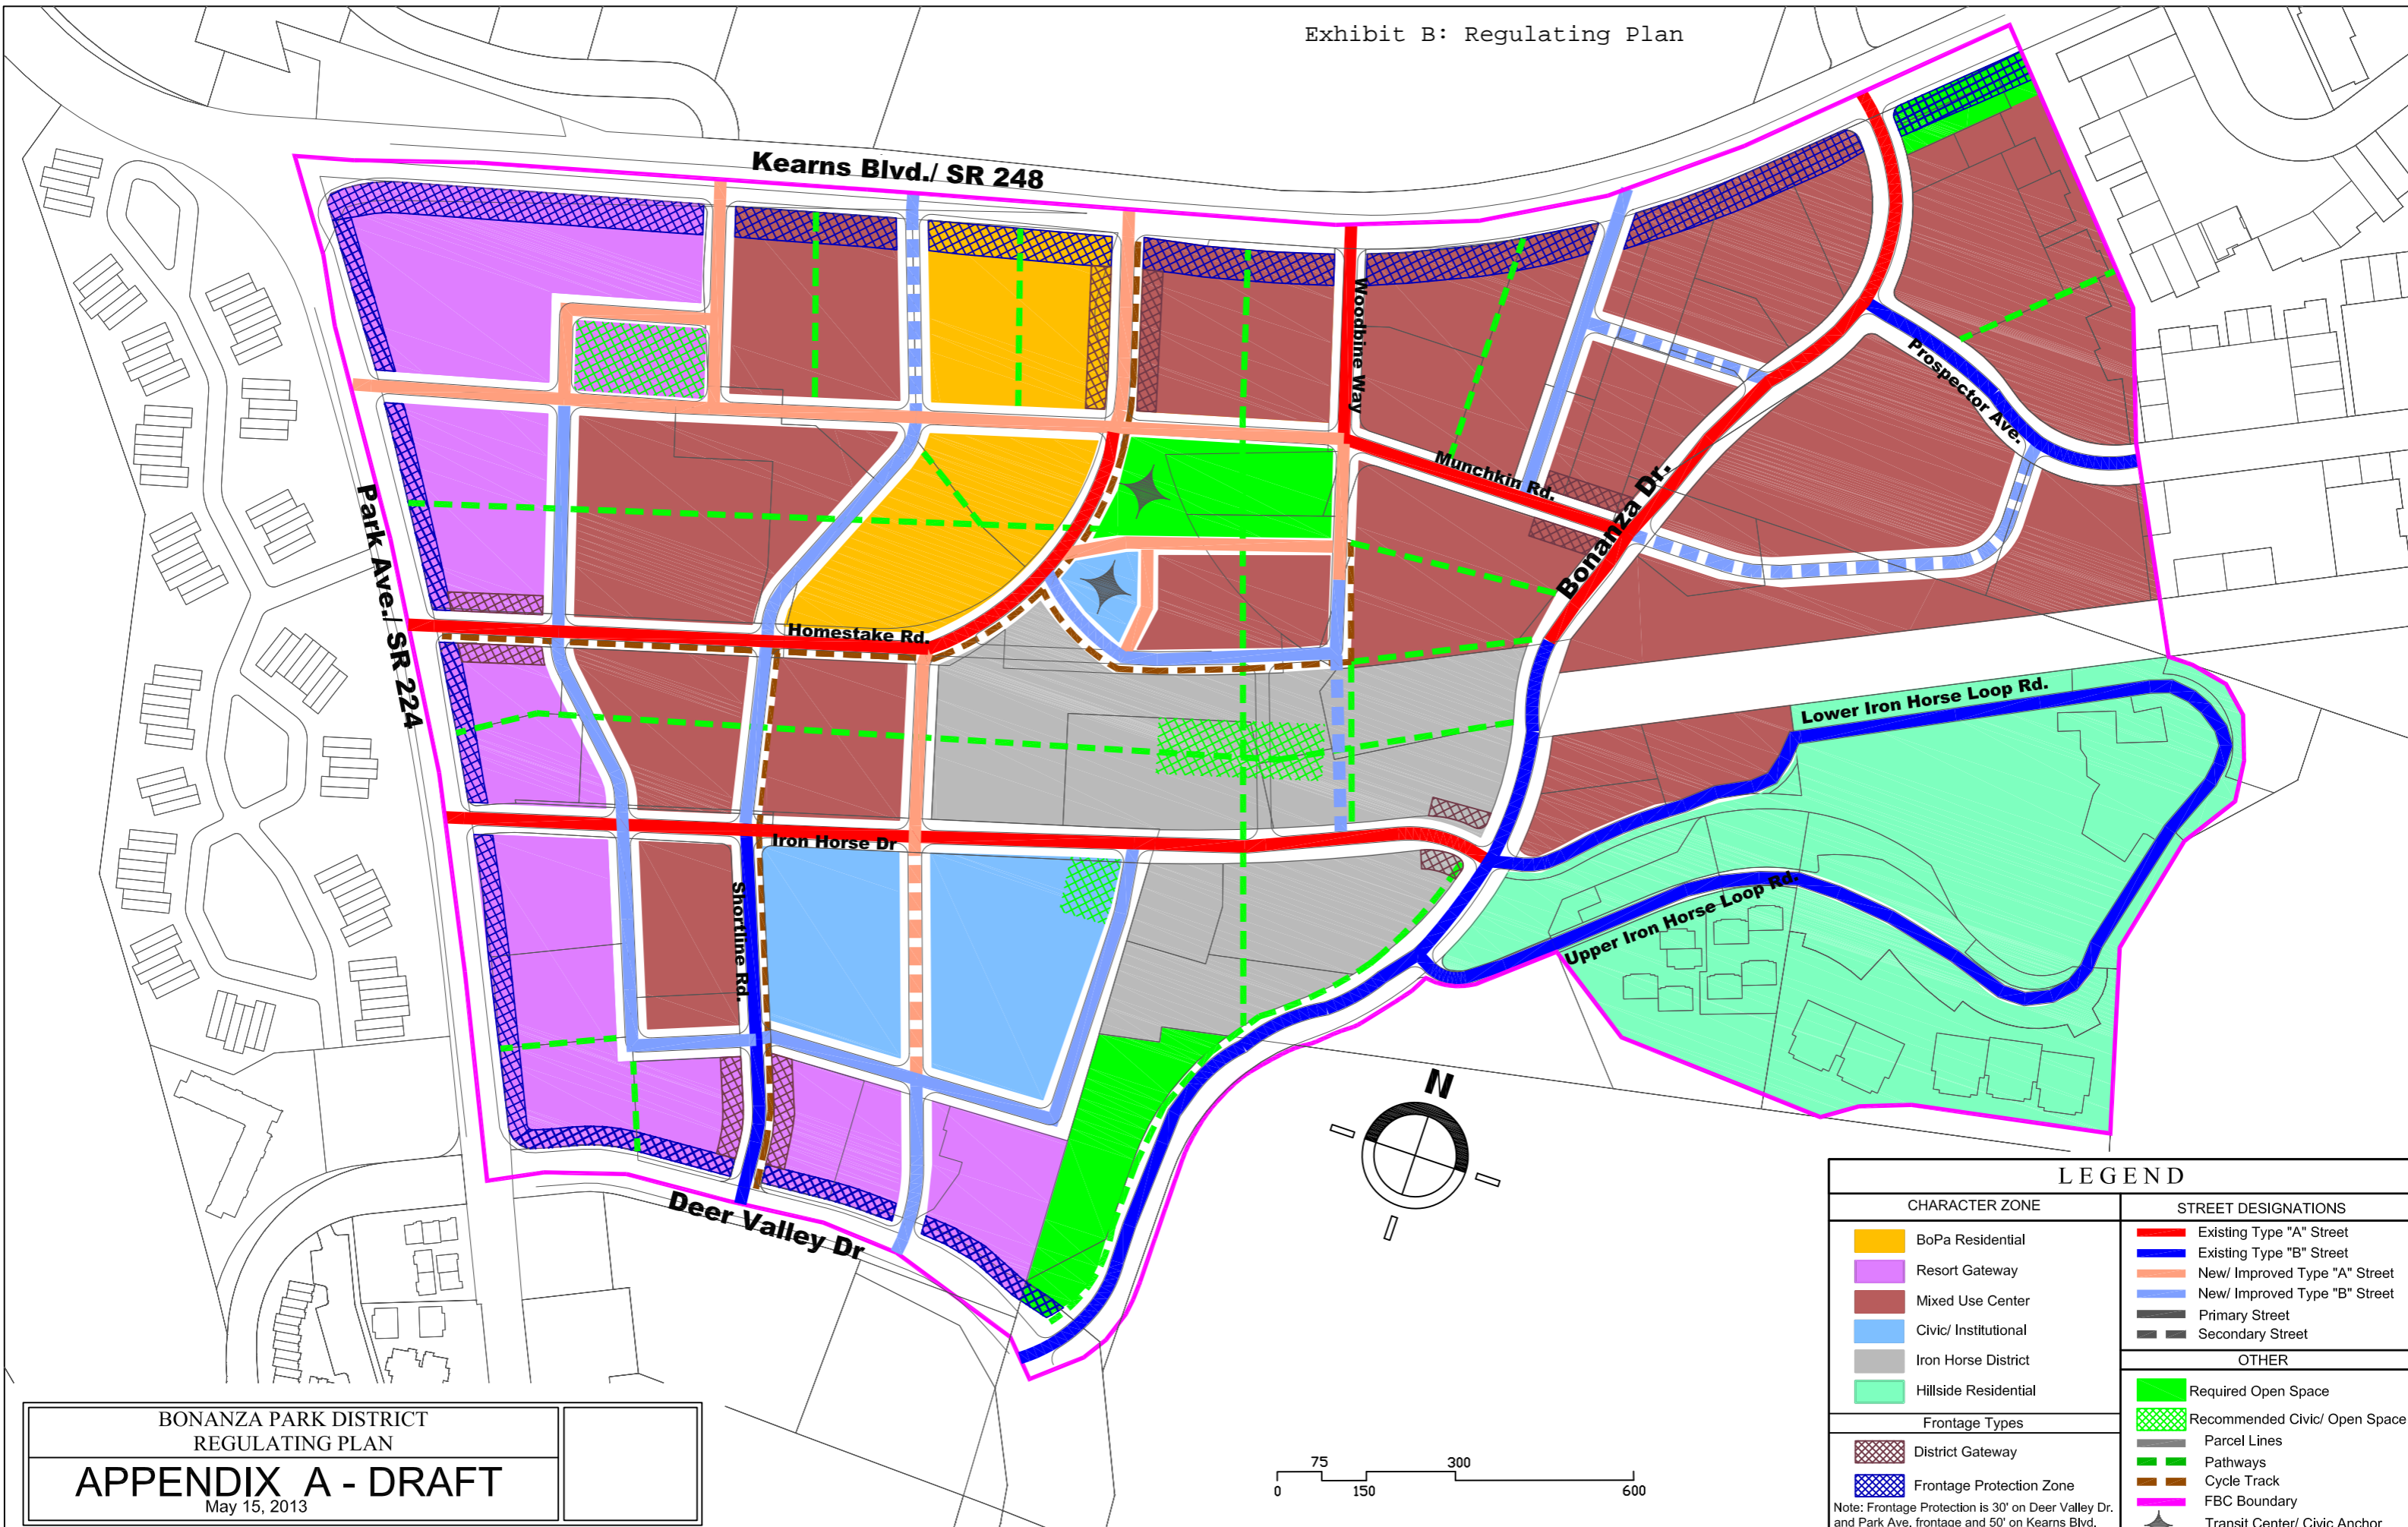 Exhibit B: Regulating Plan
Kearns Blvd./ SR 248
Woodbine Way
Prospector Ave.
Munchkin Rd.
Bonanza Dr.
Park Ave./ SR 224
Homestake Rd.
Lower Iron Horse Loop Rd.
Iron Horse Dr
Shortline Rd.
Upper Iron Horse Loop Rd.
Deer Valley Dr
N
75
300
0
150
600
BONANZA PARK DISTRICT
REGULATING PLAN
APPENDIX A - DRAFT
May 15, 2013
LEGEND
CHARACTER ZONE
BoPa Residential
Resort Gateway
Mixed Use Center
Civic/ Institutional
Iron Horse District
Hillside Residential
Frontage Types
District Gateway
Frontage Protection Zone
Note: Frontage Protection is 30' on Deer Valley Dr.
and Park Ave. frontage and 50' on Kearns Blvd.
STREET DESIGNATIONS
Existing Type "A" Street
Existing Type "B" Street
New/ Improved Type "A" Street
New/ Improved Type "B" Street
Primary Street
Secondary Street
OTHER
Required Open Space
Recommended Civic/ Open Space
Parcel Lines
Pathways
Cycle Track
FBC Boundary
Transit Center/ Civic Anchor